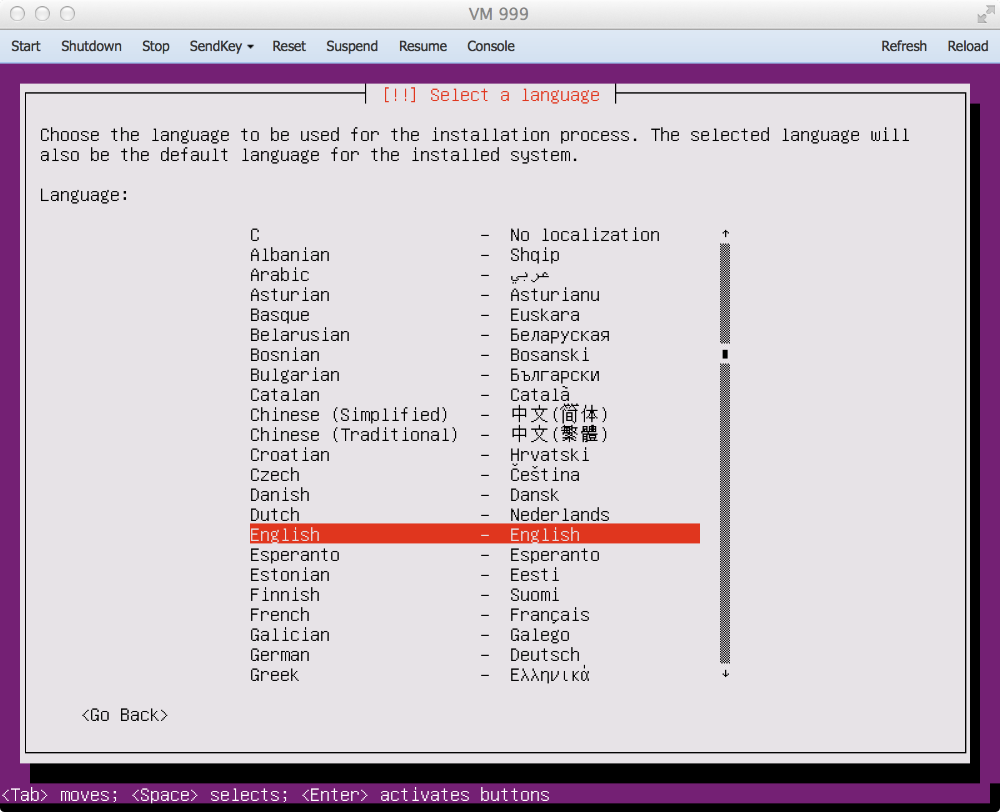 VM 999
Start Shutdown Stop SendKey Reset Suspend Resume Console Refresh Reload
[!!] Select a language
Choose the language to be used for the installation process. The selected language will
also be the default language for the installed system.
Language:
C - No localization
Albanian - Shqip
Arabic - عربي
Asturian - Asturianu
Basque - Euskara
Belarusian - Беларуская
Bosnian - Bosanski
Bulgarian - Български
Catalan - Català
Chinese (Simplified) - 中文(简体)
Chinese (Traditional) - 中文(繁體)
Croatian - Hrvatski
Czech - Čeština
Danish - Dansk
Dutch - Nederlands
English - English
Esperanto - Esperanto
Estonian - Eesti
Finnish - Suomi
French - Français
Galician - Galego
German - Deutsch
Greek - Ελληνικά
<Go Back>
<Tab> moves; <Space> selects; <Enter> activates buttons